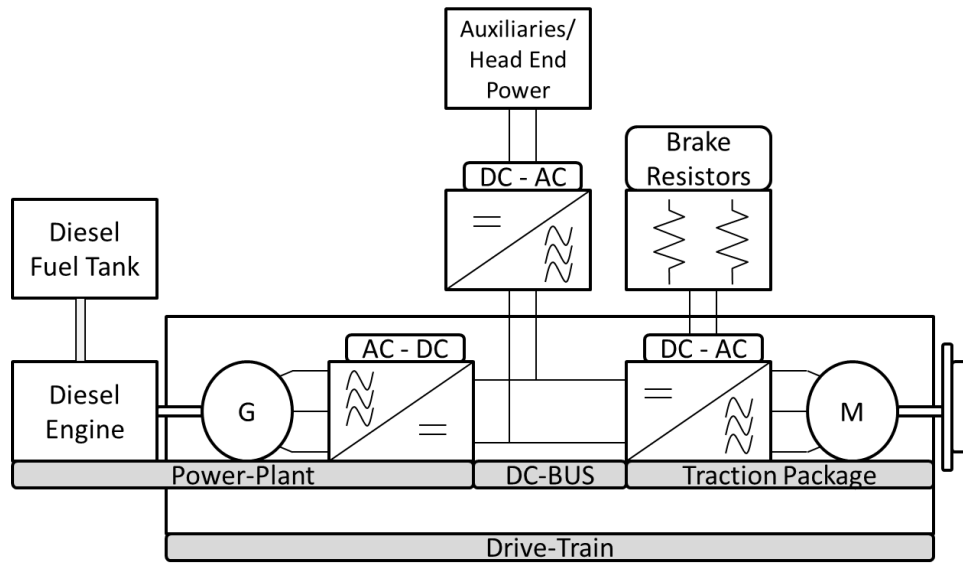 Auxiliaries/
Head End
Power
Brake
Resistors
DC - AC
Diesel
Fuel Tank
AC - DC
DC - AC
Diesel
Engine
G
M
Power-Plant
DC-BUS
Traction Package
Drive-Train